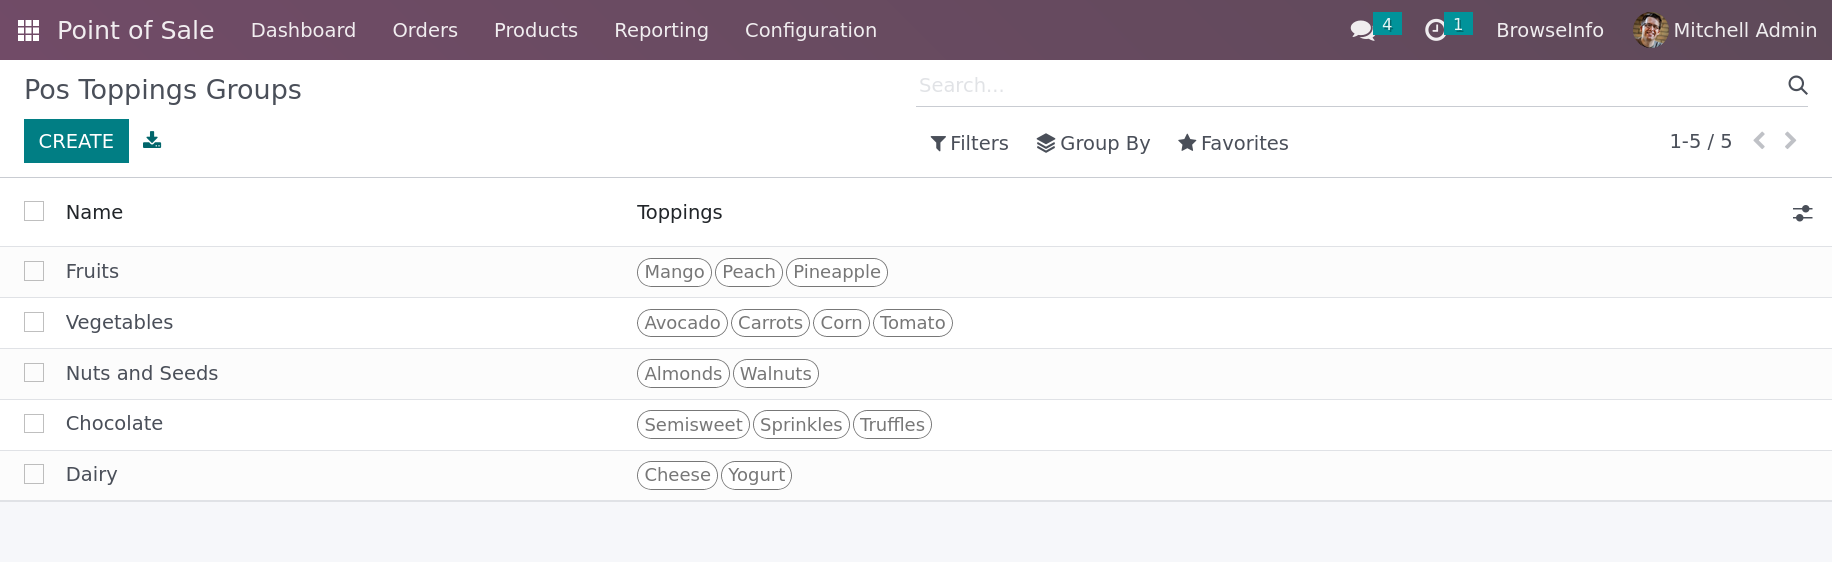 Point of Sale Dashboard Orders Products Reporting Configuration 4 1 BrowseInfo Mitchell Admin
Pos Toppings Groups
Search...
CREATE
Filters Group By Favorites 1-5 / 5
Name Toppings
Fruits Mango Peach Pineapple
Vegetables Avocado Carrots Corn Tomato
Nuts and Seeds Almonds Walnuts
Chocolate Semisweet Sprinkles Truffles
Dairy Cheese Yogurt